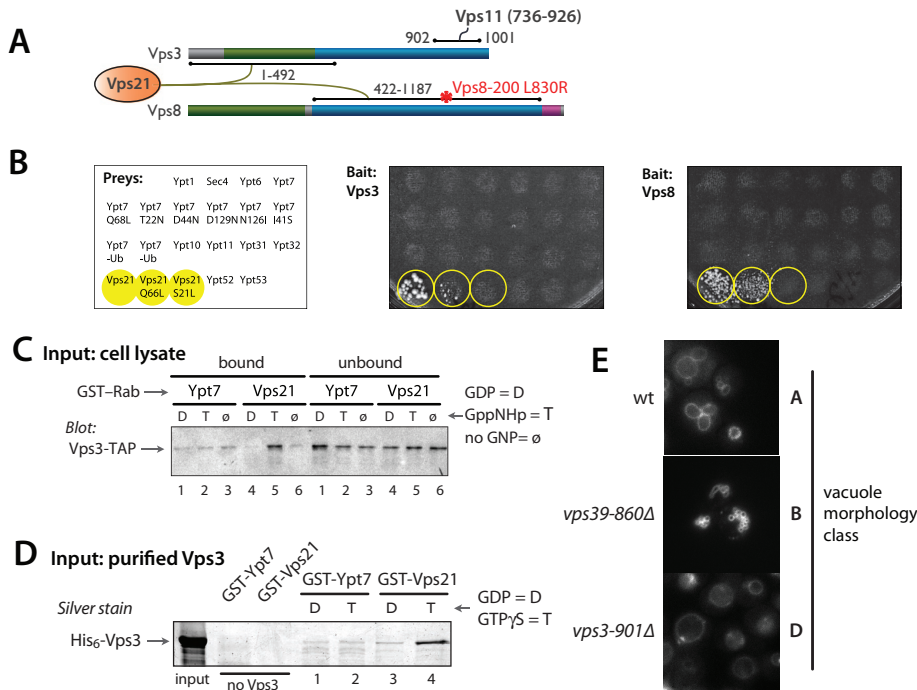 A
Vps11 (736-926)
902 1001
Vps3
Vps21
1-492
422-1187
Vps8-200 L830R
Vps8
B
Preys:
Ypt1 Sec4 Ypt6 Ypt7
Ypt7 Q68L Ypt7 T22N Ypt7 D44N Ypt7 D129N Ypt7 N126I Ypt7 I41S
Ypt7 -Ub Ypt7 -Ub Ypt10 Ypt11 Ypt31 Ypt32
Vps21 Vps21 Q66L Vps21 S21L Ypt52 Ypt53
Bait:
Vps3
Bait:
Vps8
C Input: cell lysate
bound unbound
GST–Rab Ypt7 Vps21 Ypt7 Vps21
D T ø D T ø D T ø D T ø
GDP = D
GppNHp = T
no GNP = ø
Blot:
Vps3-TAP
1 2 3 4 5 6 1 2 3 4 5 6
D Input: purified Vps3
GST-Ypt7 GST-Vps21 GST-Ypt7 GST-Vps21
Silver stain D T D T
GDP = D
GTPγS = T
His6-Vps3
input no Vps3 1 2 3 4
E
wt A
vps39-860Δ B
vps3-901Δ D
vacuole
morphology
class